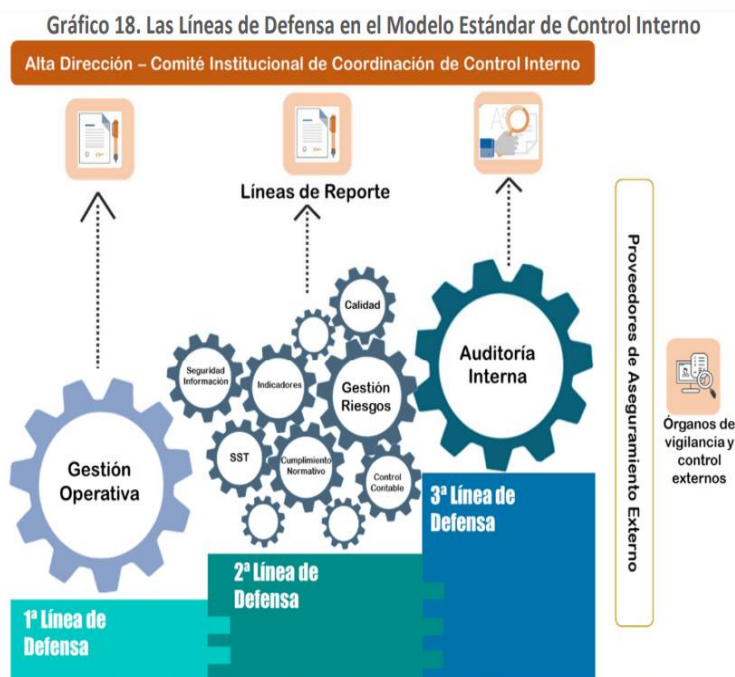 Gráfico 18. Las Líneas de Defensa en el Modelo Estándar de Control Interno
Alta Dirección – Comité Institucional de Coordinación de Control Interno
Líneas de Reporte
Calidad
Seguridad
Información
Indicadores
Gestión
Riesgos
Auditoría
Interna
Gestión
Operativa
SST
Cumplimiento
Normativo
Control
Contable
1ª Línea de
Defensa
2ª Línea de
Defensa
3ª Línea de
Defensa
Proveedores de Aseguramiento Externo
Órganos de
vigilancia y
control
externos